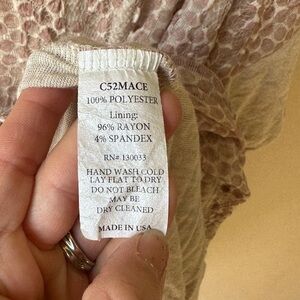 C52MACE
100% POLYESTER
Lining:
96% RAYON
4% SPANDEX
RN# 130033
HAND WASH COLD
LAY FLAT TO DRY
DO NOT BLEACH
MAY BE
DRY CLEANED
MADE IN USA